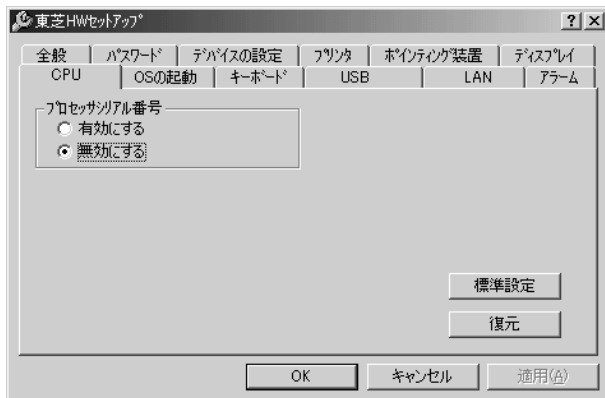 東芝HWセットアップ
全般 パスワード デバイスの設定 プリンタ ポインティング装置 ディスプレイ
CPU OSの起動 キーボード USB LAN アラーム
プロセッサシリアル番号
有効にする
無効にする
標準設定
復元
OK キャンセル 適用(A)